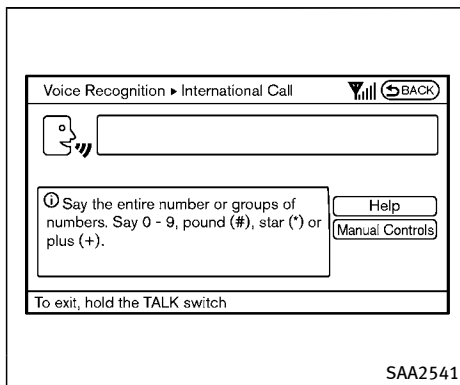 Voice Recognition ▸ International Call
BACK
Say the entire number or groups of
numbers. Say 0 - 9, pound (#), star (*) or
plus (+).
Help
Manual Controls
To exit, hold the TALK switch
SAA2541